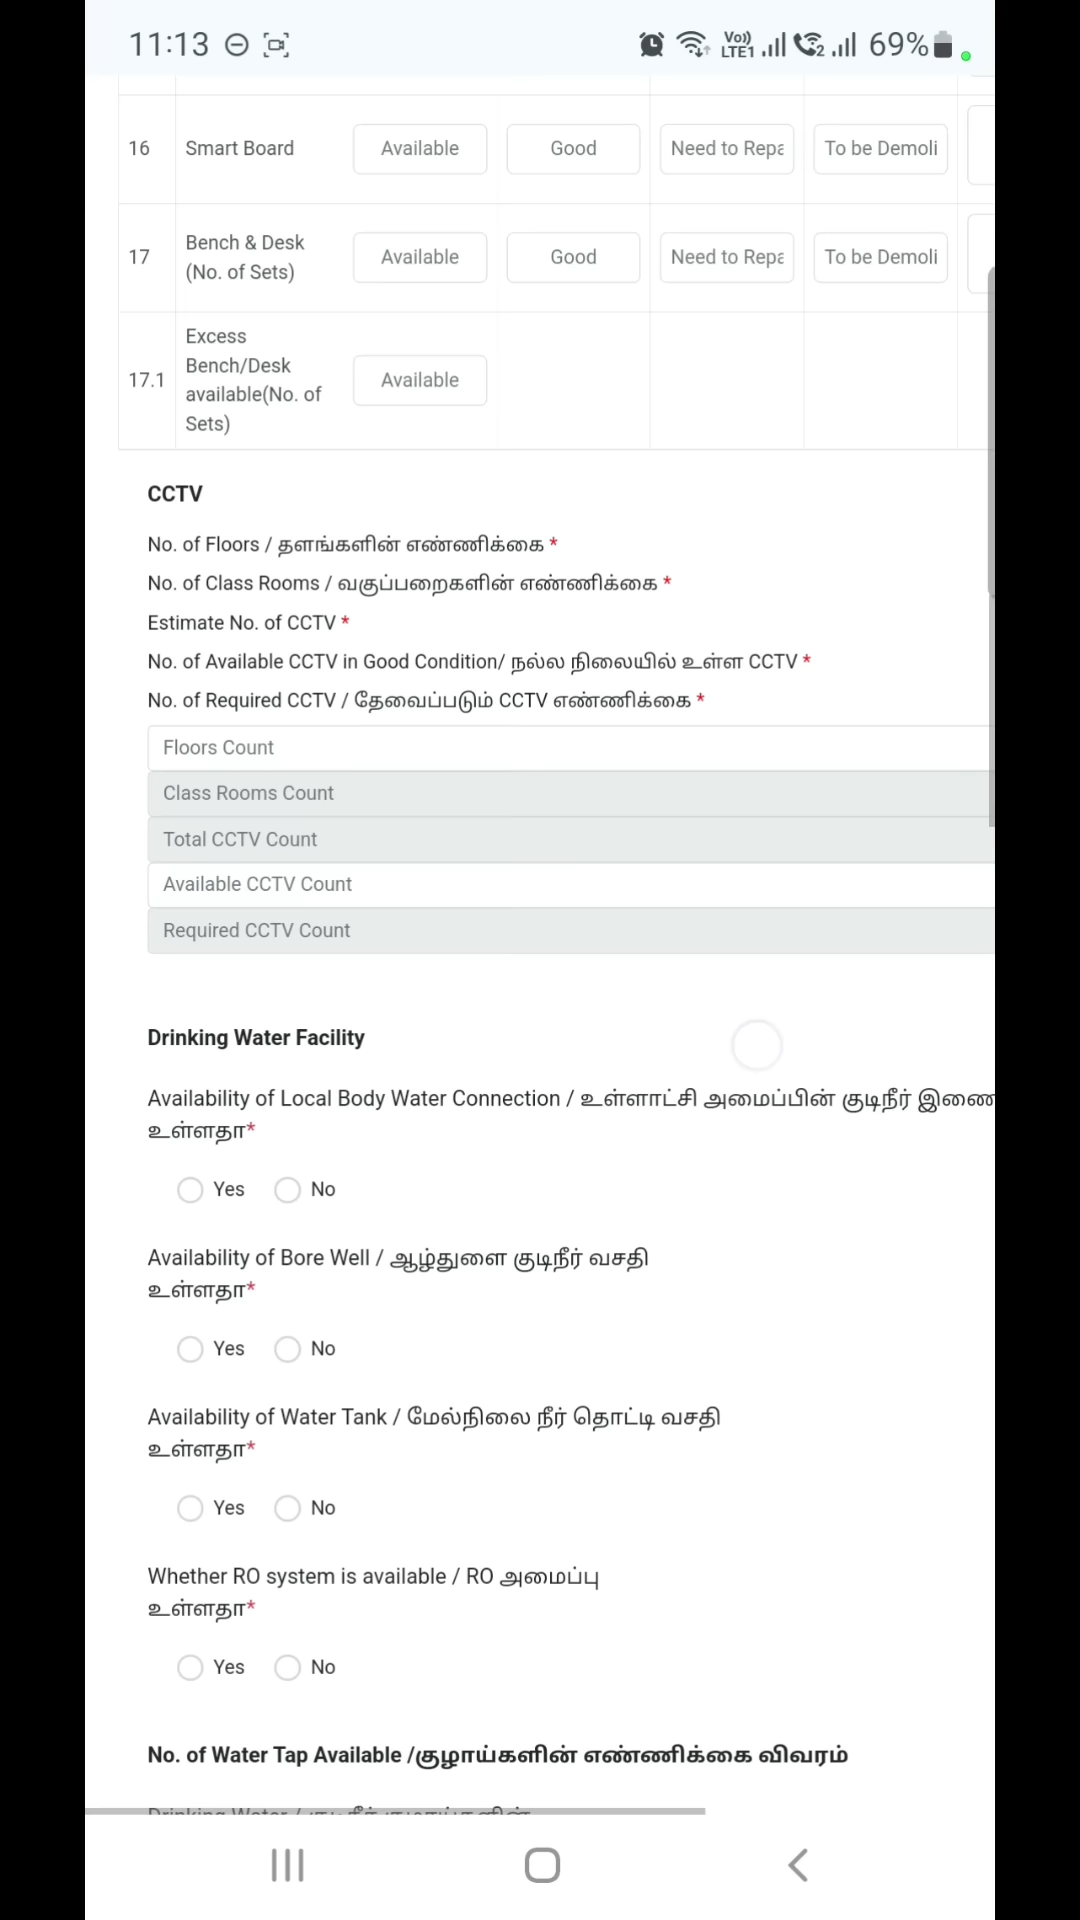 11:13 Vo)) LTE1 2 69%
16 Smart Board Available Good Need to Repa To be Demoli
17 Bench & Desk (No. of Sets) Available Good Need to Repa To be Demoli
17.1 Excess Bench/Desk available(No. of Sets) Available
CCTV
No. of Floors / தளங்களின் எண்ணிக்கை *
No. of Class Rooms / வகுப்பறைகளின் எண்ணிக்கை *
Estimate No. of CCTV *
No. of Available CCTV in Good Condition/ நல்ல நிலையில் உள்ள CCTV *
No. of Required CCTV / தேவைப்படும் CCTV எண்ணிக்கை *
Floors Count
Class Rooms Count
Total CCTV Count
Available CCTV Count
Required CCTV Count
Drinking Water Facility
Availability of Local Body Water Connection / உள்ளாட்சி அமைப்பின் குடிநீர் இணை
உள்ளதா*
Yes No
Availability of Bore Well / ஆழ்துளை குடிநீர் வசதி
உள்ளதா*
Yes No
Availability of Water Tank / மேல்நிலை நீர் தொட்டி வசதி
உள்ளதா*
Yes No
Whether RO system is available / RO அமைப்பு
உள்ளதா*
Yes No
No. of Water Tap Available /குழாய்களின் எண்ணிக்கை விவரம்
Drinking Water /